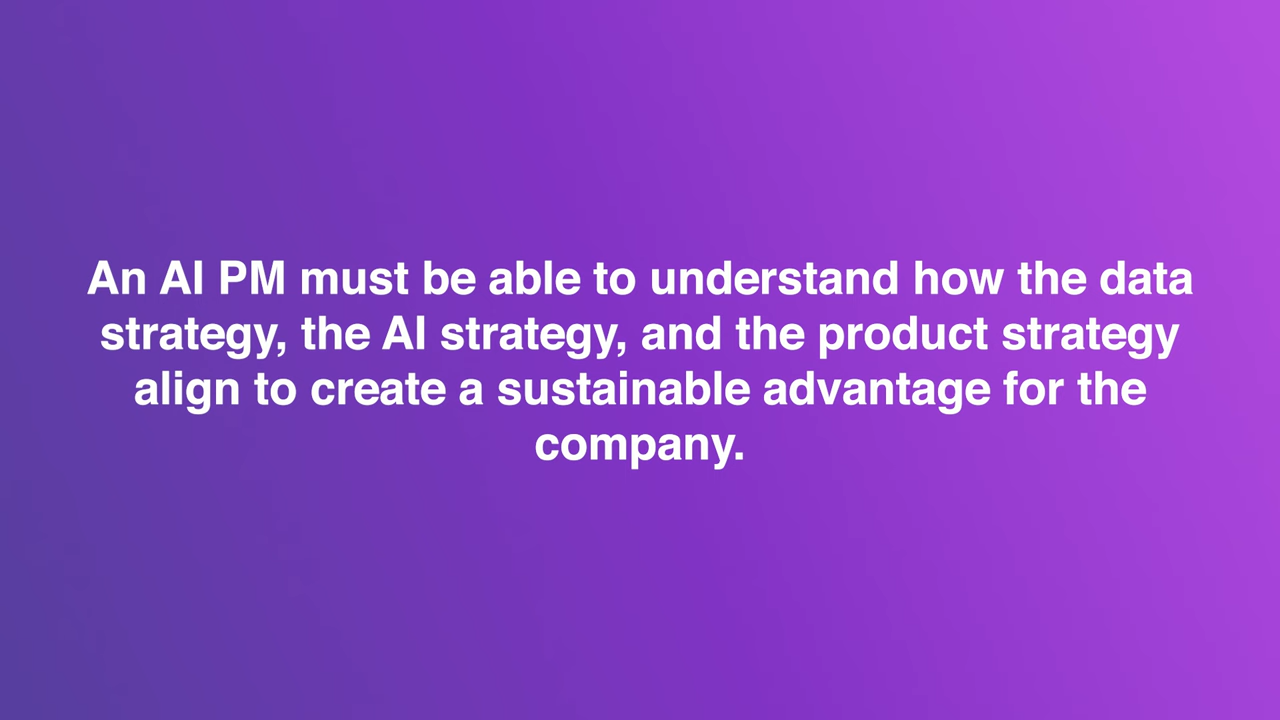 An AI PM must be able to understand how the data
strategy, the AI strategy, and the product strategy
align to create a sustainable advantage for the
company.